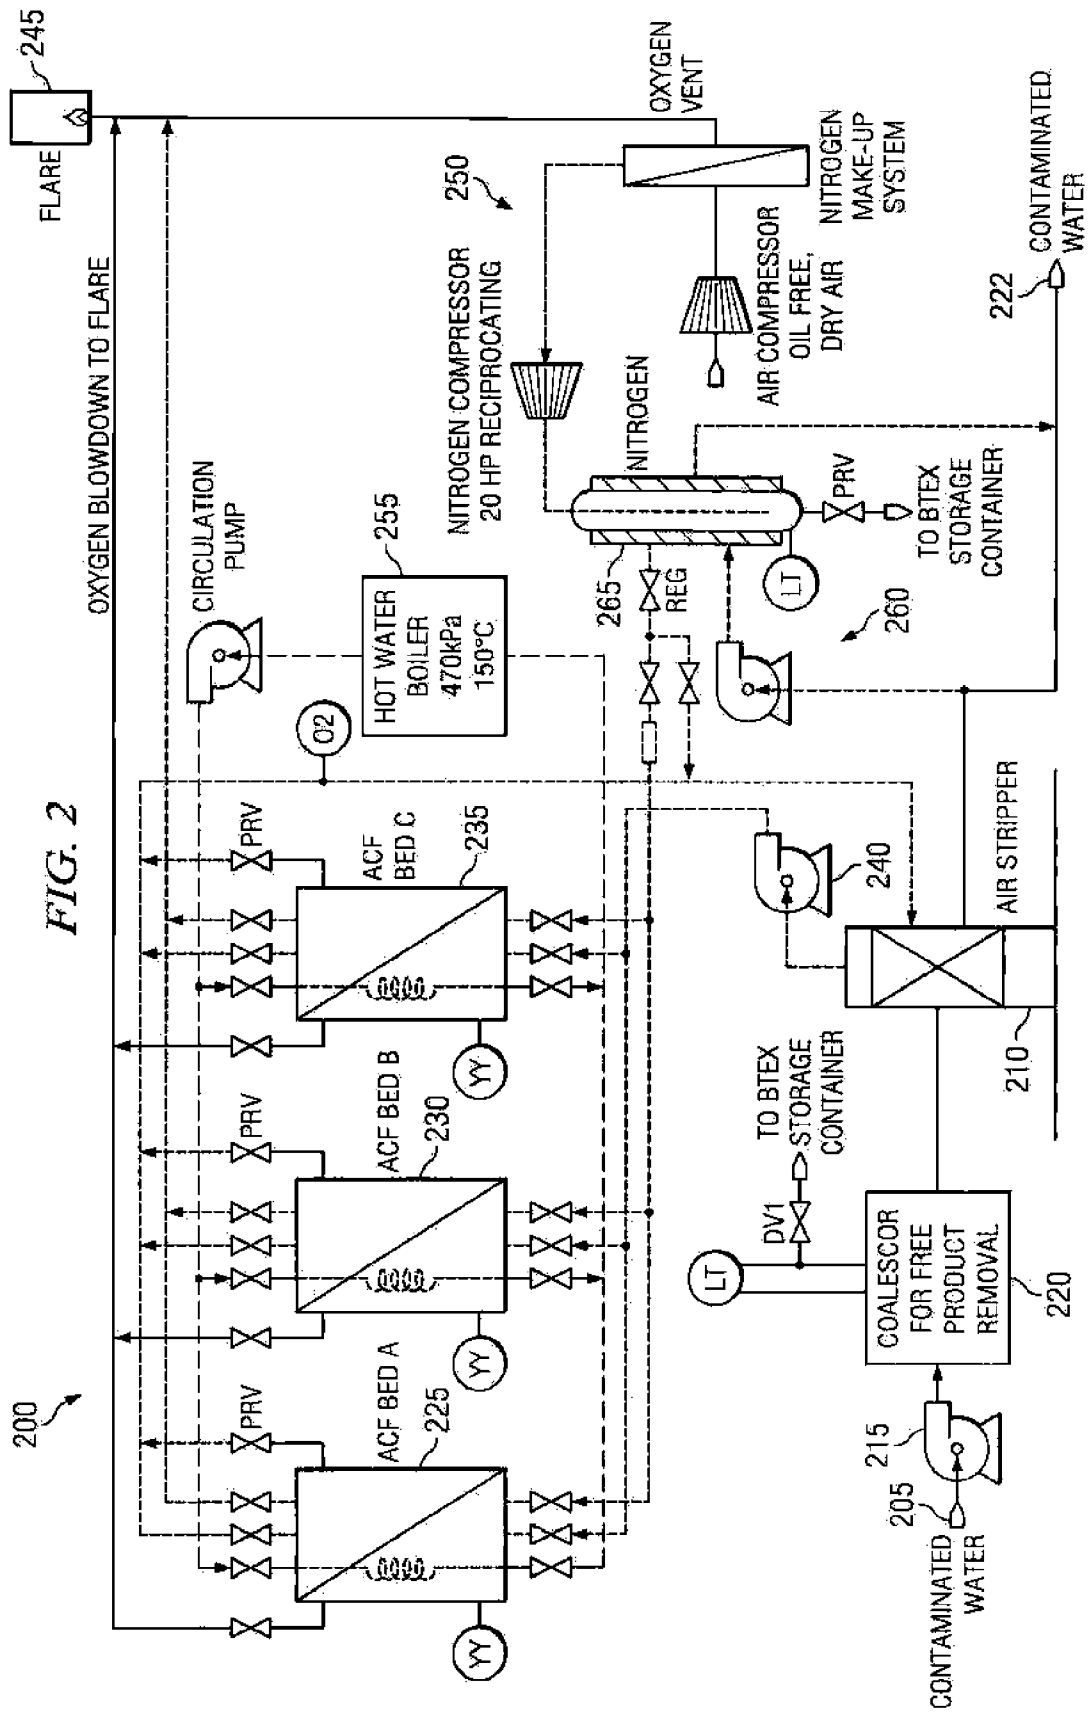 FIG. 2
200
245
FLARE
OXYGEN BLOWDOWN TO FLARE
CIRCULATION
PUMP
HOT WATER
BOILER
470kPa
150°C
255
O2
NITROGEN COMPRESSOR
20 HP RECIPROCATING
250
OXYGEN
VENT
NITROGEN
MAKE-UP
SYSTEM
AIR COMPRESSOR
OIL FREE,
DRY AIR
NITROGEN
265
REG
LT
PRV
TO BTEX
STORAGE
CONTAINER
260
222
CONTAMINATED
WATER
PRV
ACF BED A
225
YY
PRV
ACF BED B
230
YY
PRV
ACF
BED C
235
YY
240
AIR STRIPPER
210
TO BTEX
STORAGE
CONTAINER
DV1
LT
COALESCOR
FOR FREE
PRODUCT
REMOVAL
220
215
205
CONTAMINATED
WATER